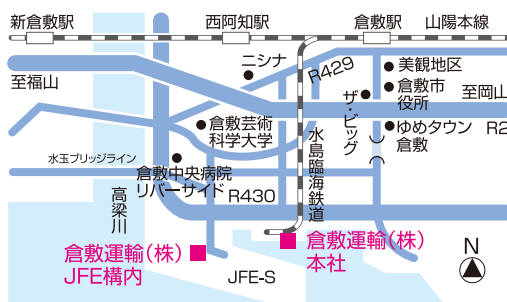 新倉敷駅
西阿知駅
倉敷駅
山陽本線
至福山
ニシナ
R429
美観地区
倉敷市
役所
至岡山
ザ・ビッグ
ゆめタウン
倉敷
R2
倉敷芸術
科学大学
水島臨海鉄道
水玉ブリッジライン
倉敷中央病院
リバーサイド
高梁川
R430
倉敷運輸(株)
JFE構内
倉敷運輸(株)
本社
JFE-S
N